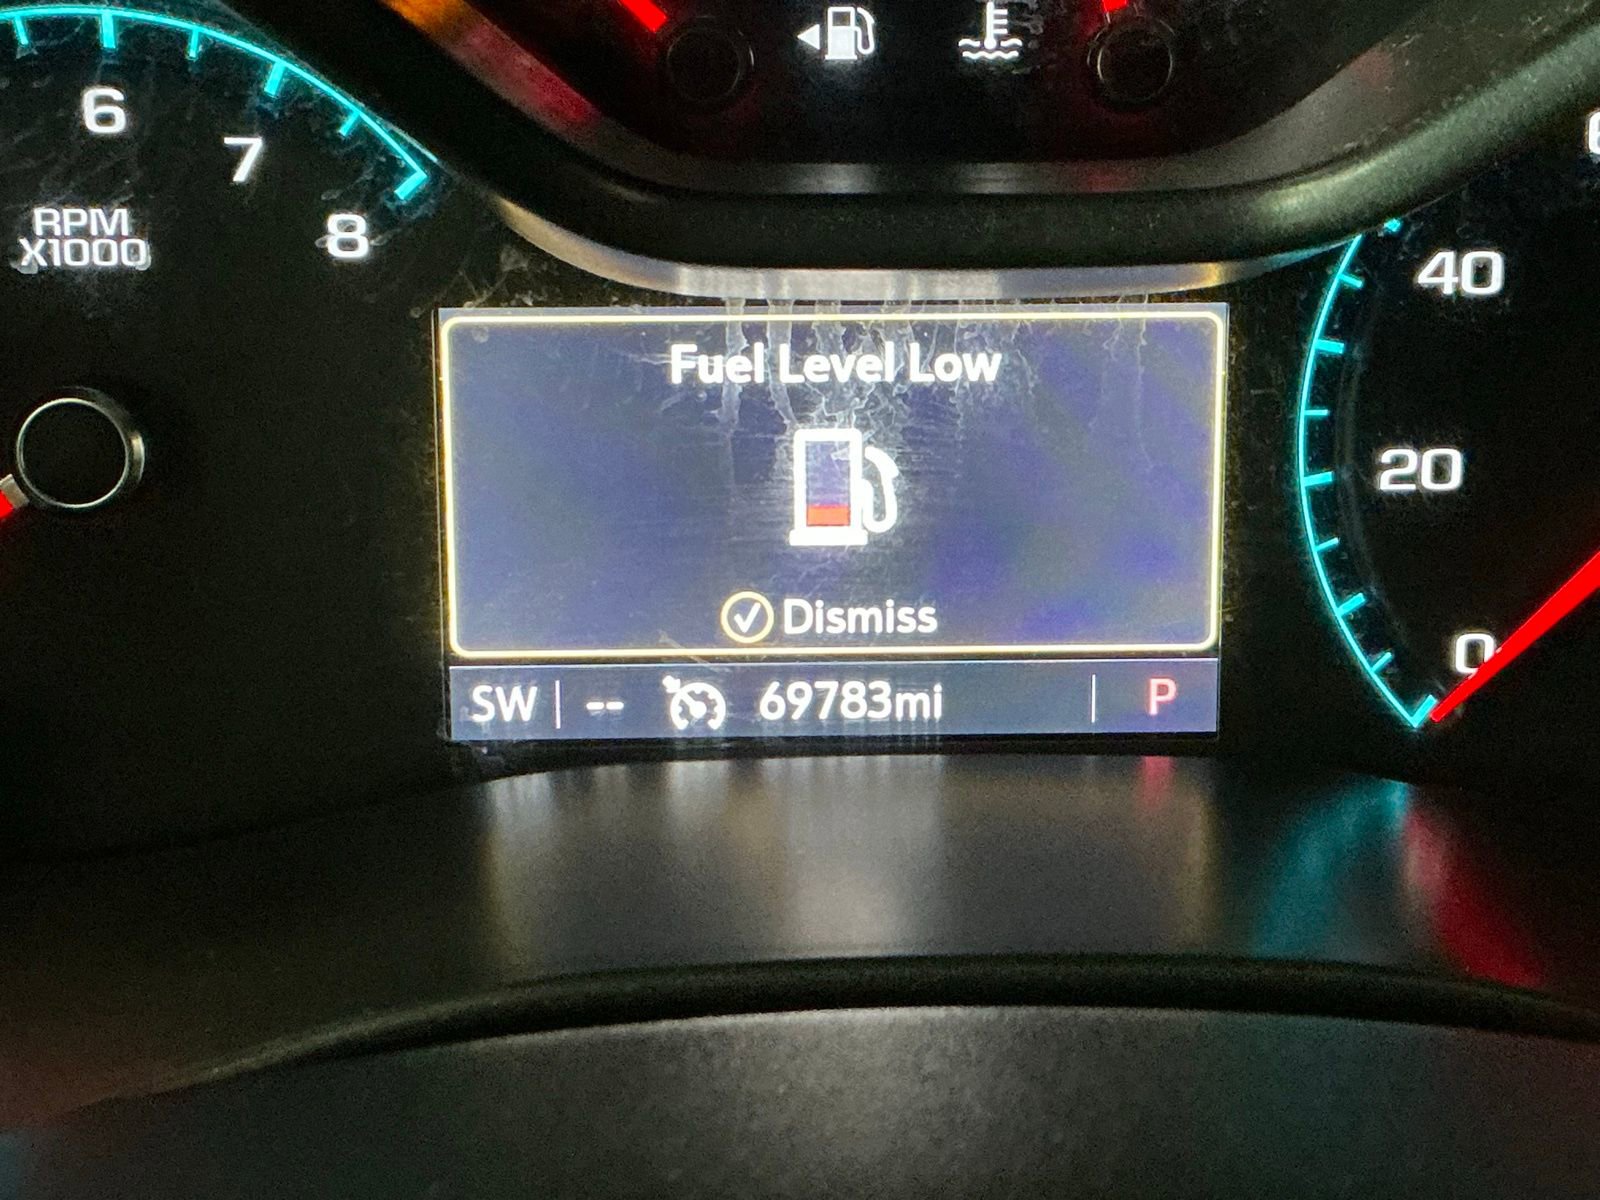 6
7
8
RPM
X1000
Fuel Level Low
Dismiss
SW -- 69783mi P
40
20
0